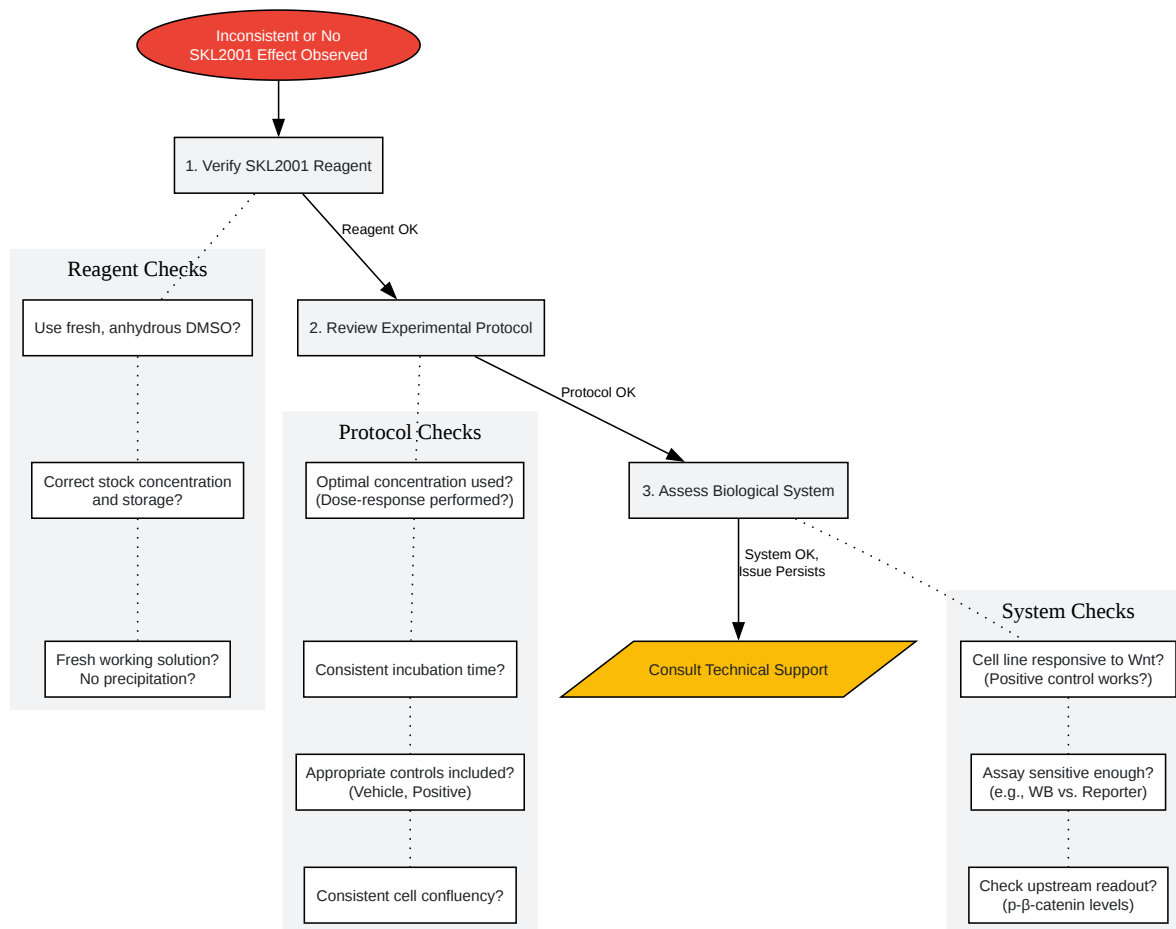 Inconsistent or No
SKL2001 Effect Observed
1. Verify SKL2001 Reagent
Reagent OK
Reagent Checks
Use fresh, anhydrous DMSO?
Correct stock concentration
and storage?
Fresh working solution?
No precipitation?
2. Review Experimental Protocol
Protocol OK
Protocol Checks
Optimal concentration used?
(Dose-response performed?)
Consistent incubation time?
Appropriate controls included?
(Vehicle, Positive)
Consistent cell confluency?
3. Assess Biological System
System OK,
Issue Persists
Consult Technical Support
System Checks
Cell line responsive to Wnt?
(Positive control works?)
Assay sensitive enough?
(e.g., WB vs. Reporter)
Check upstream readout?
(p-β-catenin levels)